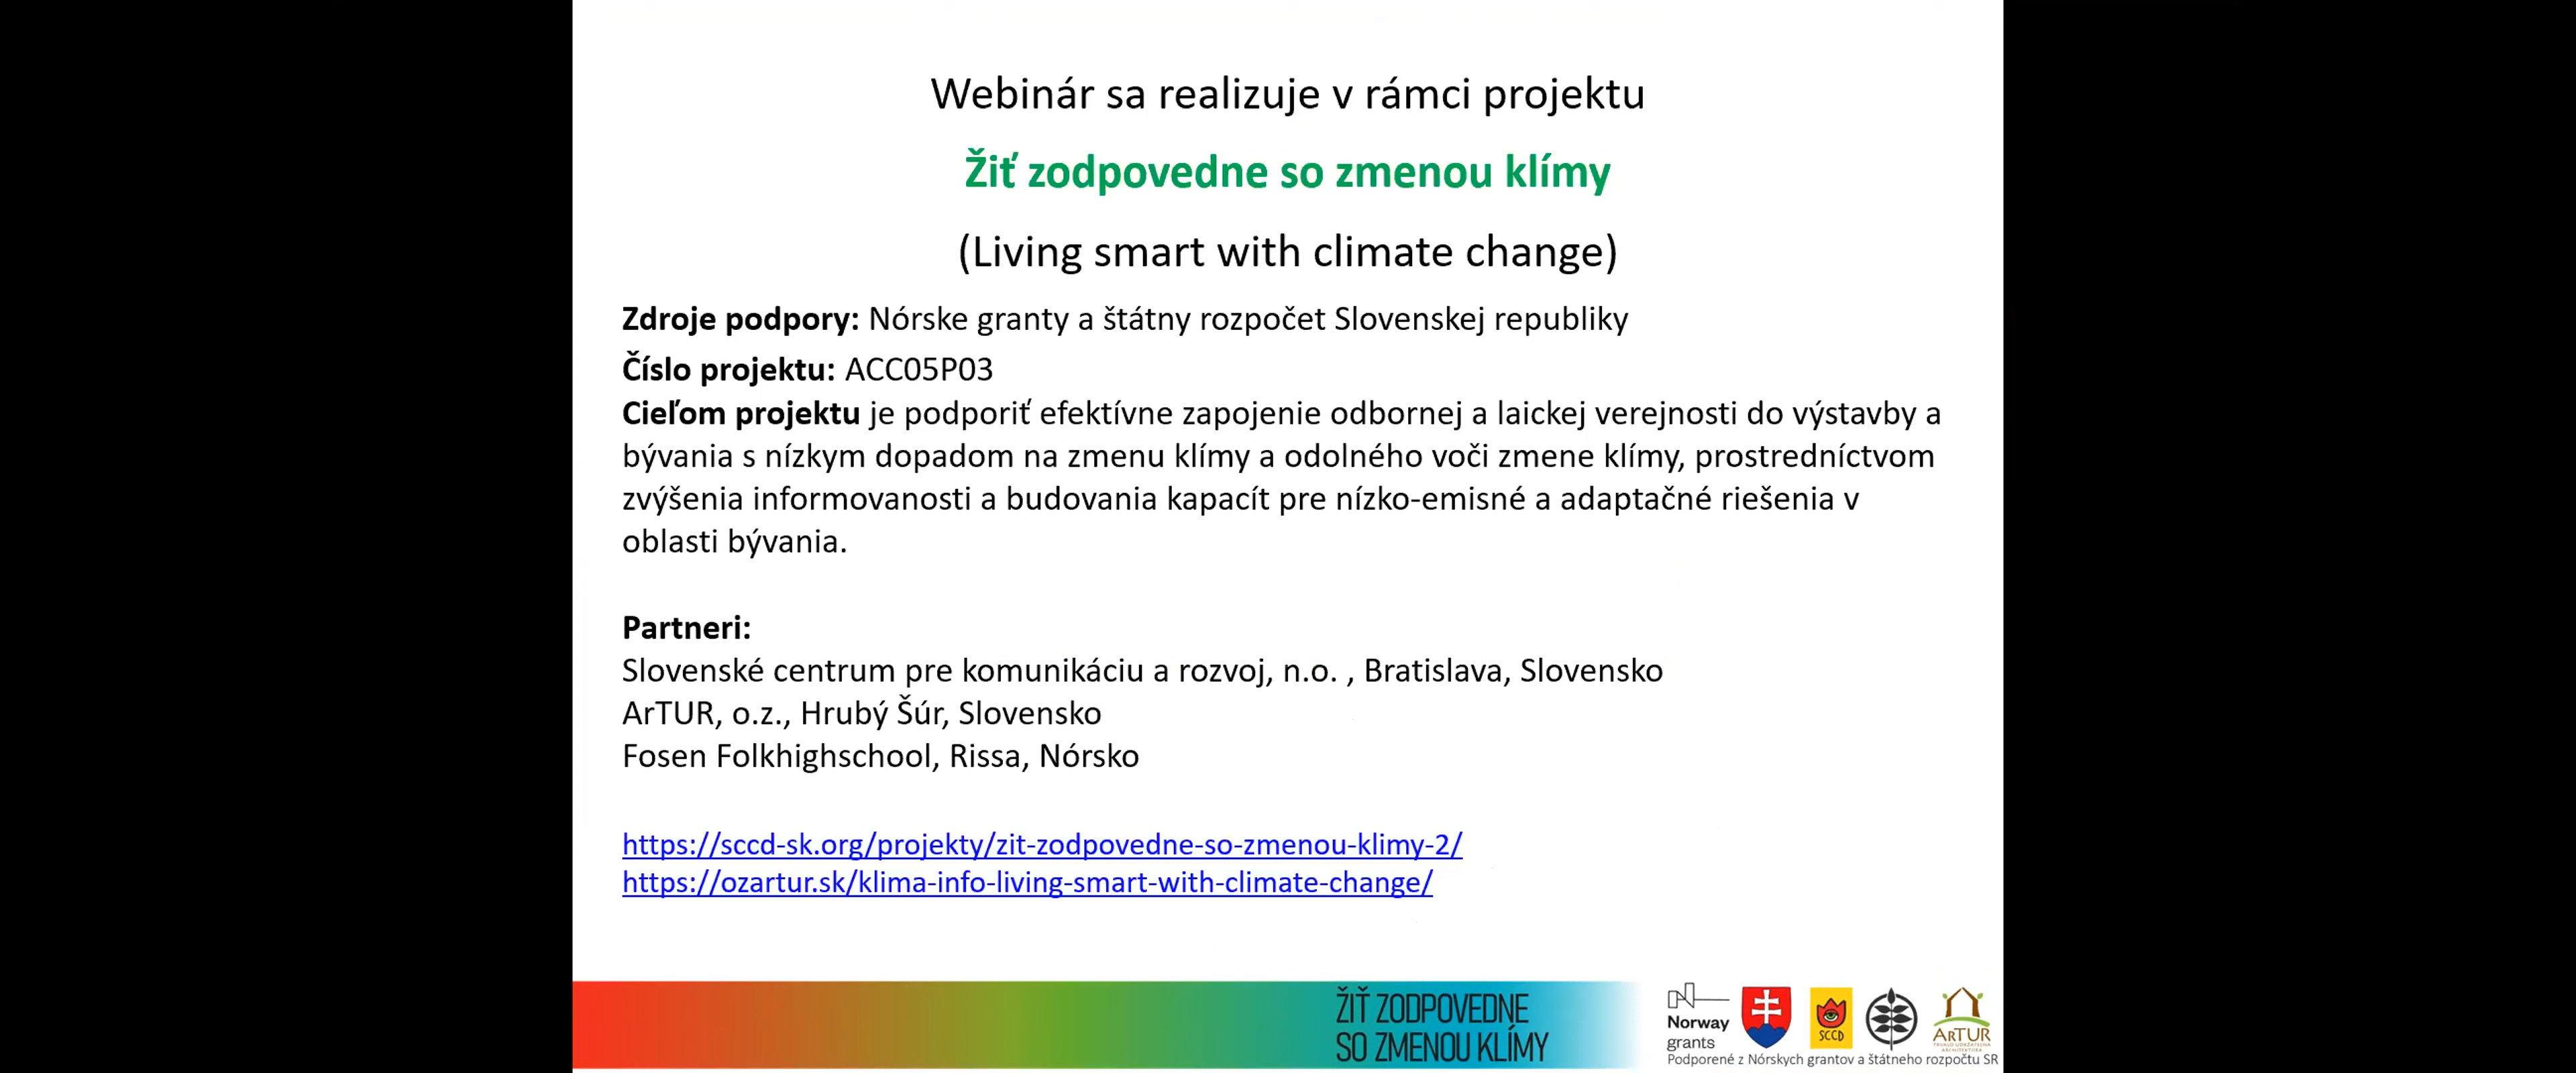 Webinár sa realizuje v rámci projektu
Žiť zodpovedne so zmenou klímy
(Living smart with climate change)
Zdroje podpory: Nórske granty a štátny rozpočet Slovenskej republiky
Číslo projektu: ACC05P03
Cieľom projektu je podporiť efektívne zapojenie odbornej a laickej verejnosti do výstavby a
bývania s nízkym dopadom na zmenu klímy a odolného voči zmene klímy, prostredníctvom
zvýšenia informovanosti a budovania kapacít pre nízko-emisné a adaptačné riešenia v
oblasti bývania.
Partneri:
Slovenské centrum pre komunikáciu a rozvoj, n.o. , Bratislava, Slovensko
ArTUR, o.z., Hrubý Šúr, Slovensko
Fosen Folkhighschool, Rissa, Nórsko
https://sccd-sk.org/projekty/zit-zodpovedne-so-zmenou-klimy-2/
https://ozartur.sk/klima-info-living-smart-with-climate-change/
ŽIŤ ZODPOVEDNE
SO ZMENOU KLÍMY
Norway
grants
SCCD
ArTUR
Podporené z Nórskych grantov a štátneho rozpočtu SR